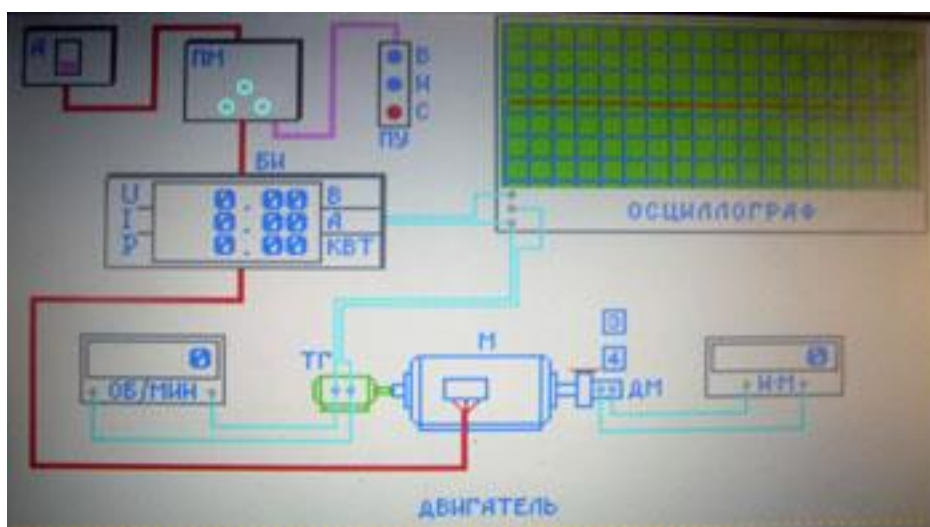 А
ПМ
В
Н
С
ПУ
БИ
U 0.00 В
I 0.00 А
P 0.00 КВТ
ОСЦИЛЛОГРАФ
0
ОБ/МИН
ТГ
М
3
4
ДМ
0
Н·М
ДВИГАТЕЛЬ